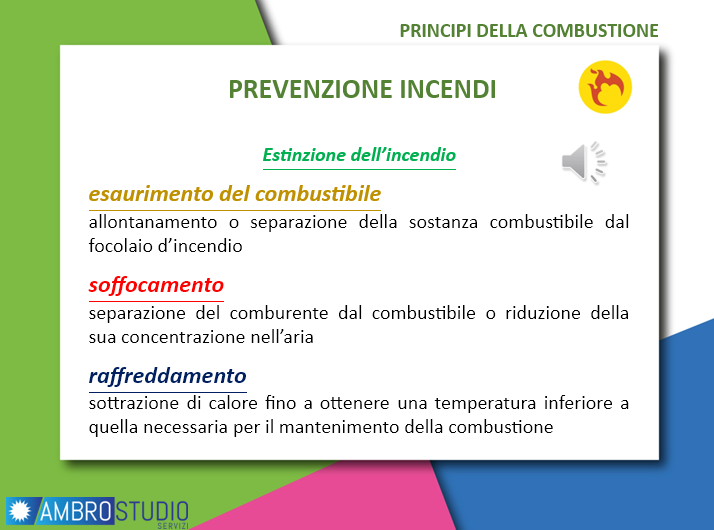 PRINCIPI DELLA COMBUSTIONE
PREVENZIONE INCENDI
Estinzione dell’incendio
esaurimento del combustibile
allontanamento o separazione della sostanza combustibile dal
focolaio d’incendio
soffocamento
separazione del comburente dal combustibile o riduzione della
sua concentrazione nell’aria
raffreddamento
sottrazione di calore fino a ottenere una temperatura inferiore a
quella necessaria per il mantenimento della combustione
AMBROSTUDIO
SERVIZI